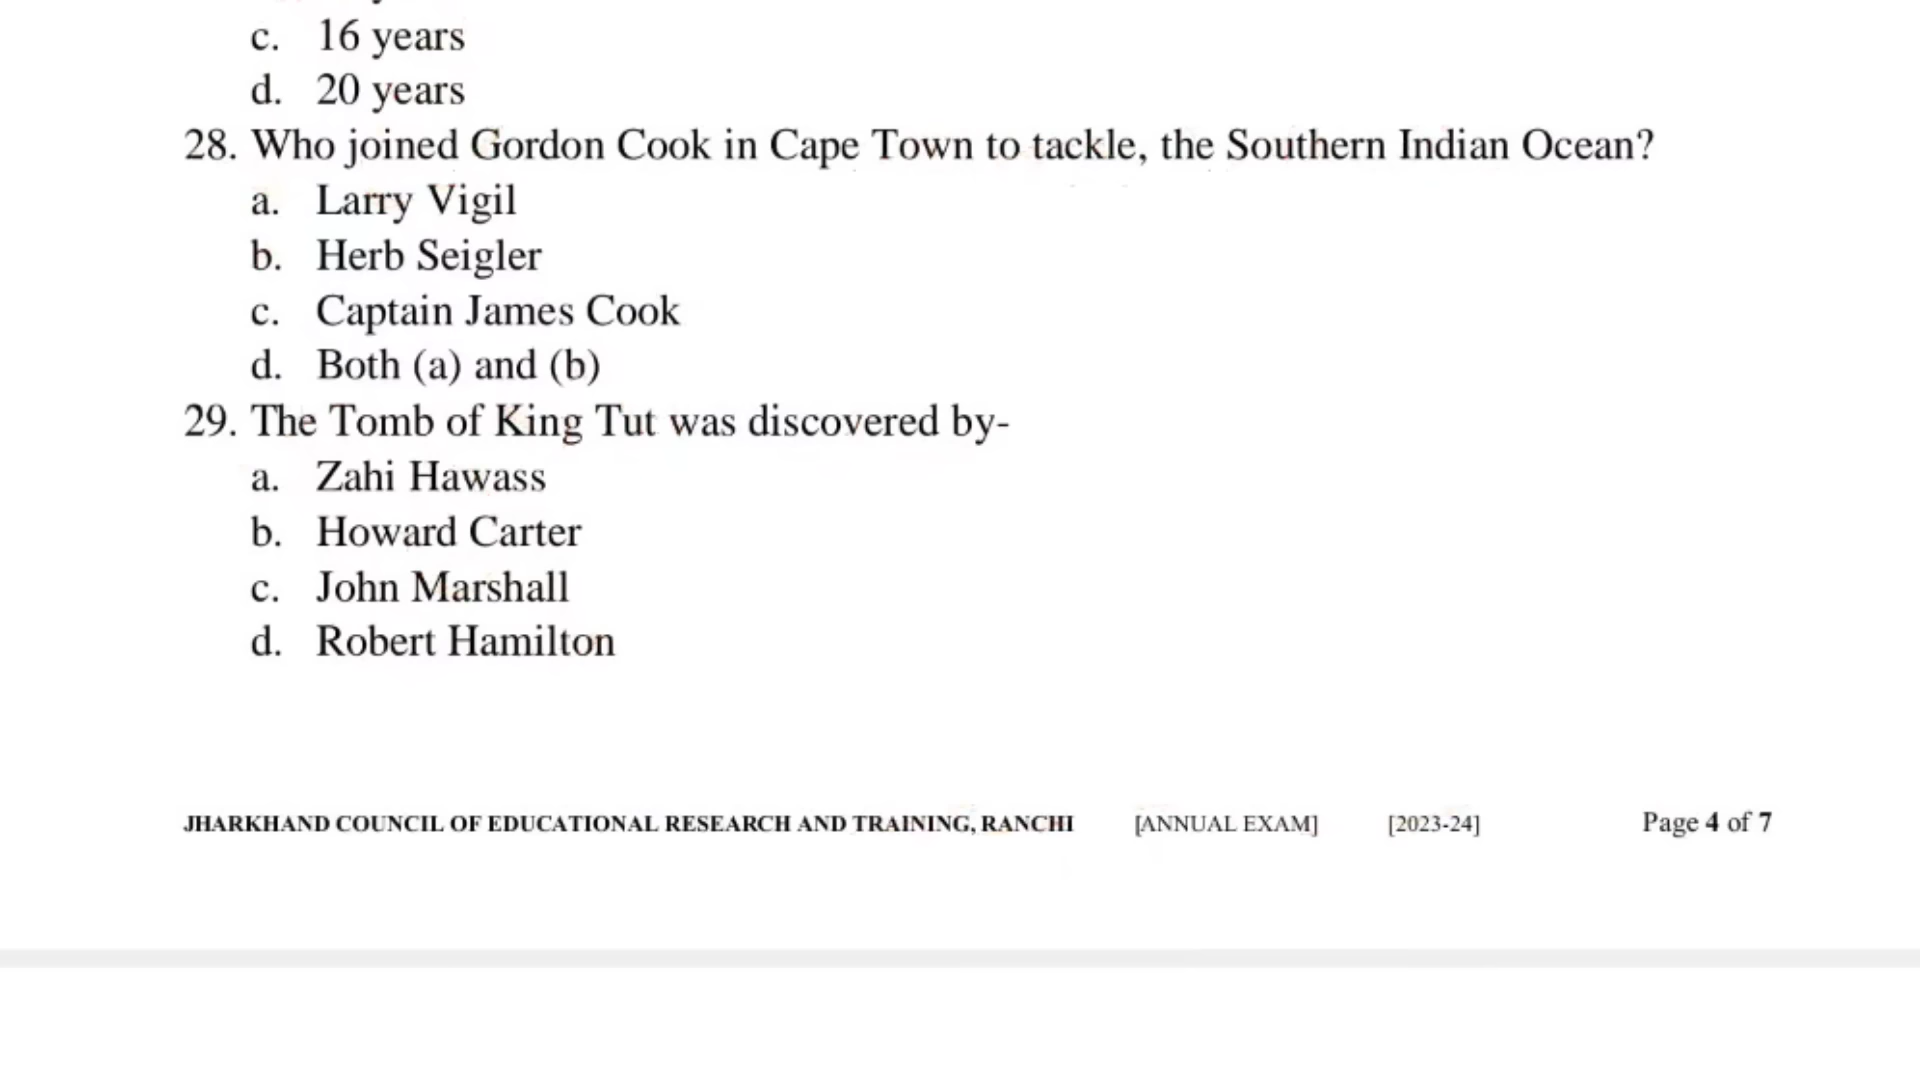 c. 16 years
d. 20 years
28. Who joined Gordon Cook in Cape Town to tackle, the Southern Indian Ocean?
a. Larry Vigil
b. Herb Seigler
c. Captain James Cook
d. Both (a) and (b)
29. The Tomb of King Tut was discovered by-
a. Zahi Hawass
b. Howard Carter
c. John Marshall
d. Robert Hamilton
JHARKHAND COUNCIL OF EDUCATIONAL RESEARCH AND TRAINING, RANCHI [ANNUAL EXAM] [2023-24] Page 4 of 7